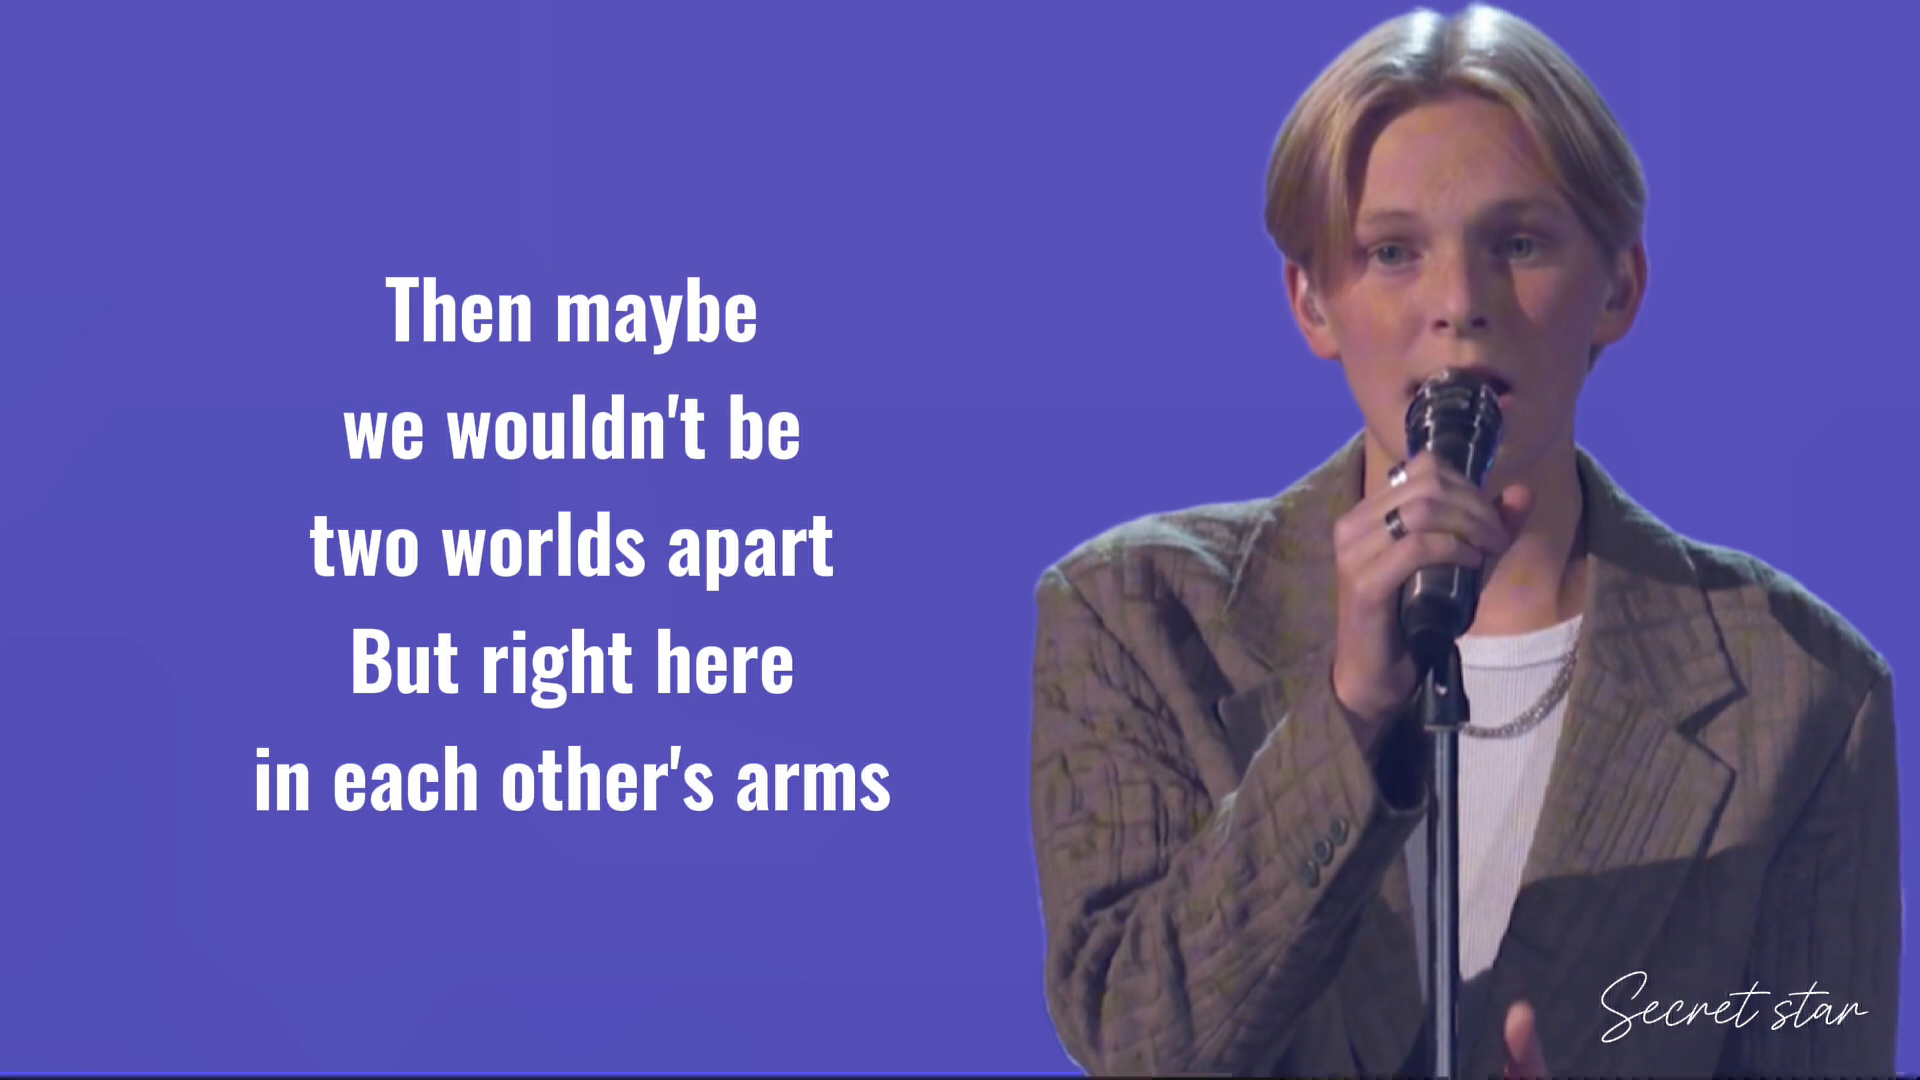 Then maybe
we wouldn't be
two worlds apart
But right here
in each other's arms
Secret star